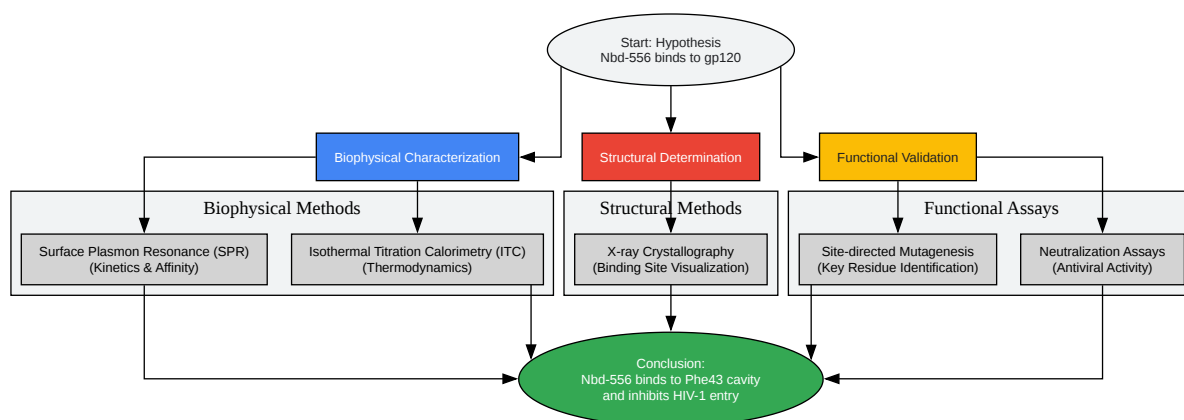 Start: Hypothesis
Nbd-556 binds to gp120
Biophysical Characterization
Structural Determination
Functional Validation
Biophysical Methods
Structural Methods
Functional Assays
Surface Plasmon Resonance (SPR)
(Kinetics & Affinity)
Isothermal Titration Calorimetry (ITC)
(Thermodynamics)
X-ray Crystallography
(Binding Site Visualization)
Site-directed Mutagenesis
(Key Residue Identification)
Neutralization Assays
(Antiviral Activity)
Conclusion:
Nbd-556 binds to Phe43 cavity
and inhibits HIV-1 entry